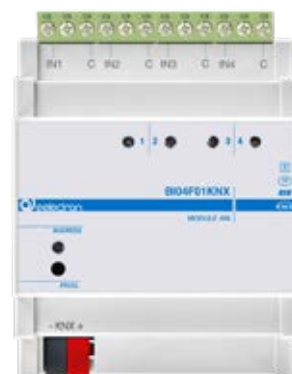 IN1 C IN2 C IN3 C IN4 C
1 2 3 4
BI04F01KNX
eelectron
MODULE 4IN
ADDRESS
PROG.
- KNX +